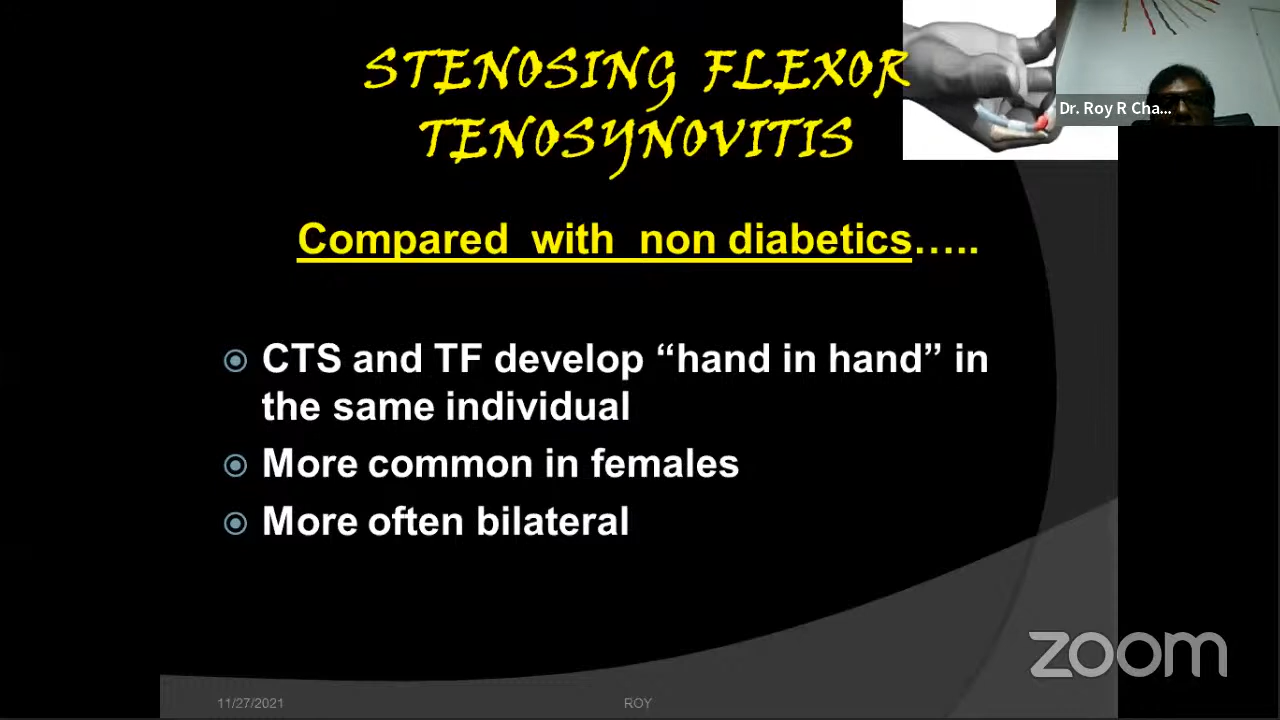 STENOSING FLEXOR
TENOSYNOVITIS
Dr. Roy R Cha...
Compared with non diabetics.....
CTS and TF develop “hand in hand” in
the same individual
More common in females
More often bilateral
zoom
11/27/2021
ROY